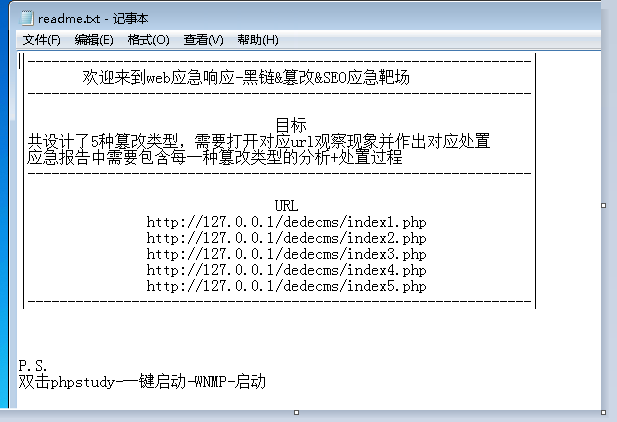 readme.txt - 记事本
文件(F) 编辑(E) 格式(O) 查看(V) 帮助(H)
欢迎来到web应急响应-黑链&篡改&SEO应急靶场
目标
共设计了5种篡改类型，需要打开对应url观察现象并作出对应处置
应急报告中需要包含每一种篡改类型的分析+处置过程
URL
http://127.0.0.1/dedecms/index1.php
http://127.0.0.1/dedecms/index2.php
http://127.0.0.1/dedecms/index3.php
http://127.0.0.1/dedecms/index4.php
http://127.0.0.1/dedecms/index5.php
P.S.
双击phpstudy-一键启动-WNMP-启动